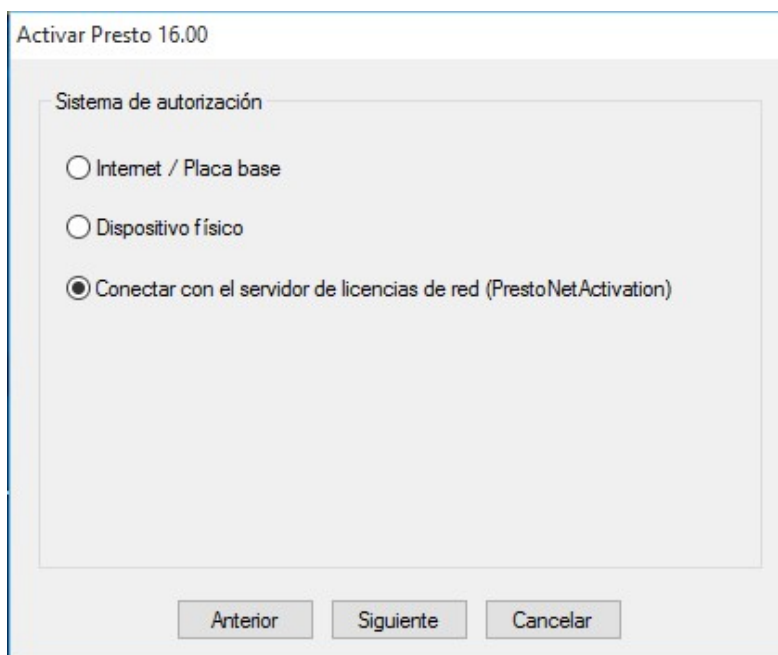 Activar Presto 16.00
Sistema de autorización
Internet / Placa base
Dispositivo físico
Conectar con el servidor de licencias de red (PrestoNetActivation)
Anterior Siguiente Cancelar